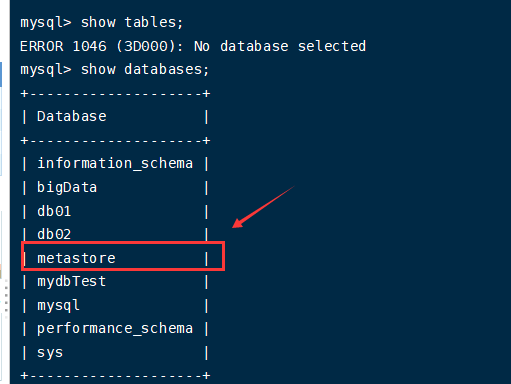 mysql> show tables;
ERROR 1046 (3D000): No database selected
mysql> show databases;
+--------------------+
| Database           |
+--------------------+
| information_schema |
| bigData            |
| db01               |
| db02               |
| metastore          |
| mydbTest           |
| mysql              |
| performance_schema |
| sys                |
+--------------------+